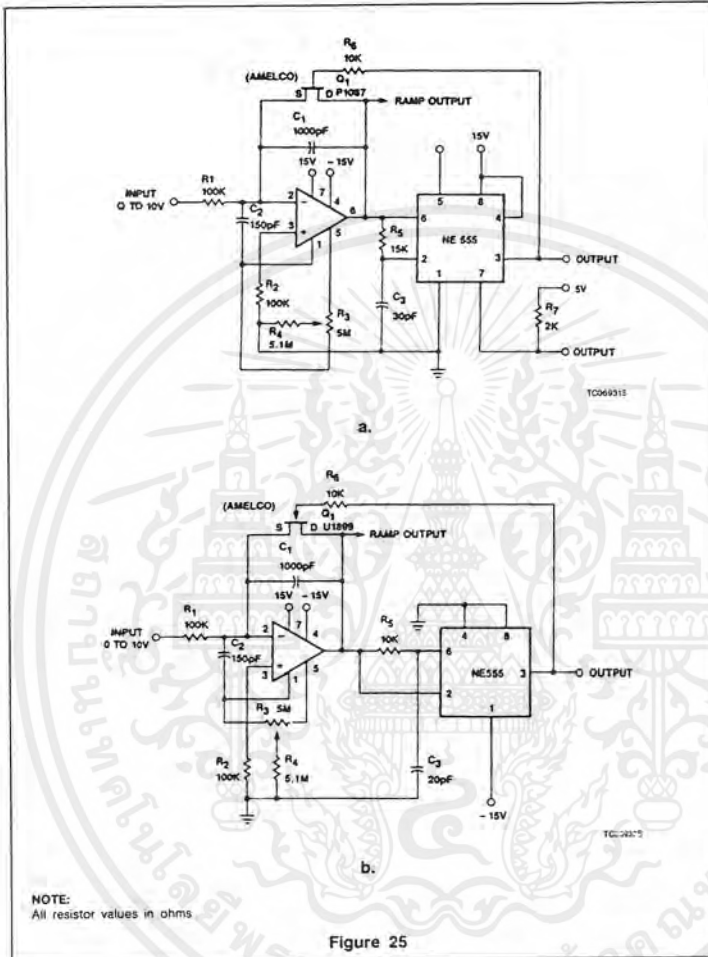 R6
10K
(AMELCO)
Q1
P1087
S
D
RAMP OUTPUT
C1
1000pF
15V
-15V
15V
R1
100K
INPUT
0 TO 10V
C2
150pF
2
-
7
4
6
3
+
1
5
5
8
6
4
R5
15K
NE 555
2
3
OUTPUT
1
7
5V
R2
100K
R3
5M
C3
30pF
R7
2K
R4
5.1M
OUTPUT
a.
R6
10K
(AMELCO)
Q1
U1899
S
D
RAMP OUTPUT
C1
1000pF
15V
-15V
R1
100K
INPUT
0 TO 10V
C2
150pF
2
-
7
4
3
+
1
5
R5
10K
4
8
6
NE555
3
OUTPUT
2
1
R3
5M
R2
100K
R4
5.1M
C3
20pF
-15V
b.
NOTE:
All resistor values in ohms
Figure 25